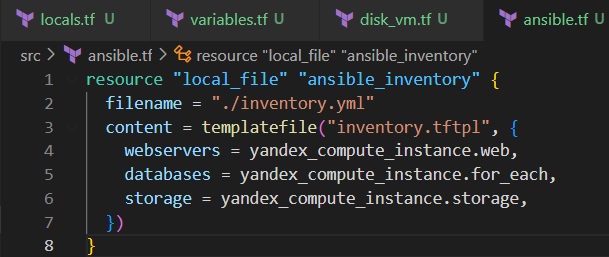 locals.tf U variables.tf U disk_vm.tf U ansible.tf U
src > ansible.tf > resource "local_file" "ansible_inventory"
1 resource "local_file" "ansible_inventory" {
2 filename = "./inventory.yml"
3 content = templatefile("inventory.tftpl", {
4 webservers = yandex_compute_instance.web,
5 databases = yandex_compute_instance.for_each,
6 storage = yandex_compute_instance.storage,
7 })
8 }